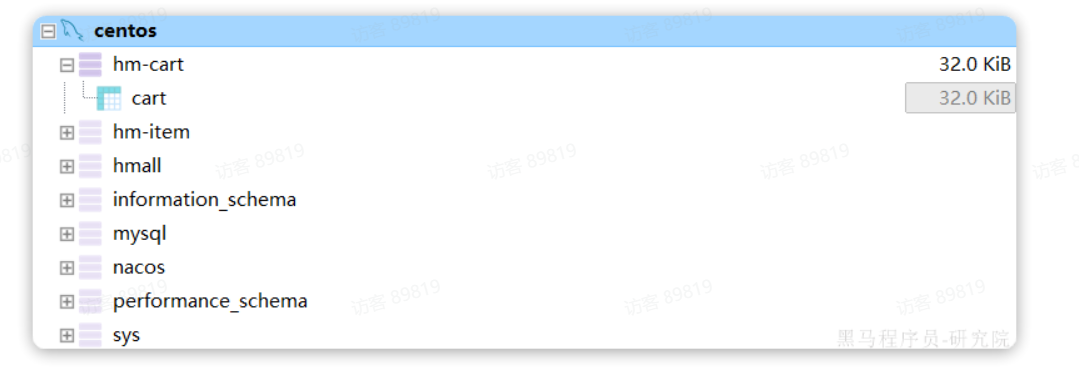 centos
hm-cart 32.0 KiB
cart 32.0 KiB
hm-item
hmall
information_schema
mysql
nacos
performance_schema
sys
访客 89819
黑马程序员-研究院